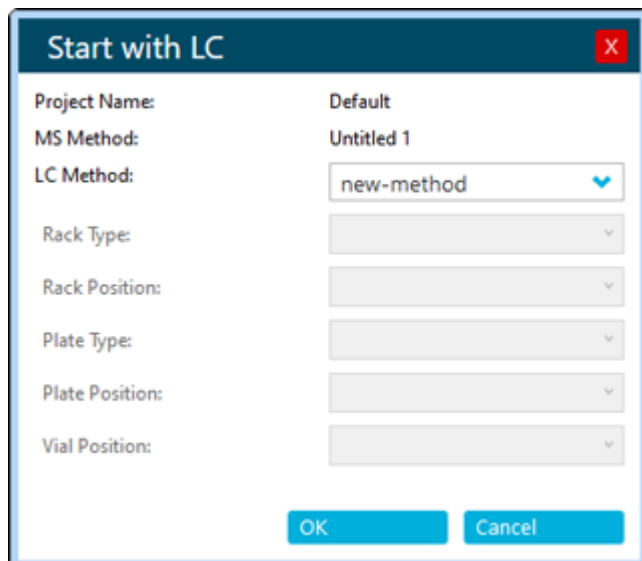 Start with LC X
Project Name: Default
MS Method: Untitled 1
LC Method: new-method
Rack Type:
Rack Position:
Plate Type:
Plate Position:
Vial Position:
OK Cancel